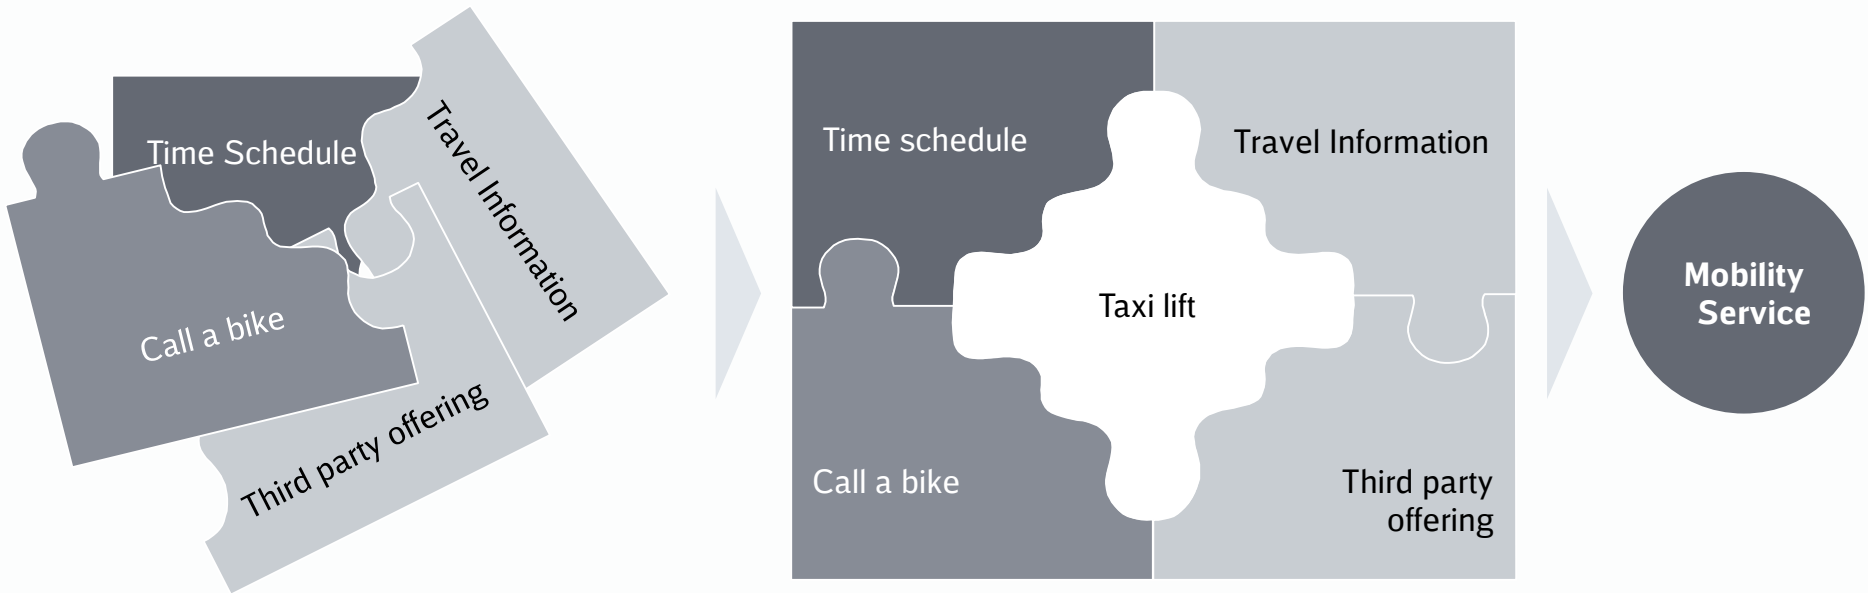 Time Schedule
Travel Information
Call a bike
Third party offering
Time schedule
Travel Information
Taxi lift
Call a bike
Third party
offering
Mobility
Service